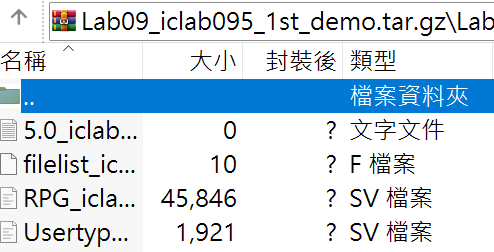 Lab09_iclab095_1st_demo.tar.gz\Lab
名稱 大小 封裝後 類型
.. 檔案資料夾
5.0_iclab... 0 ? 文字文件
filelist_ic... 10 ? F 檔案
RPG_icla... 45,846 ? SV 檔案
Usertyp... 1,921 ? SV 檔案